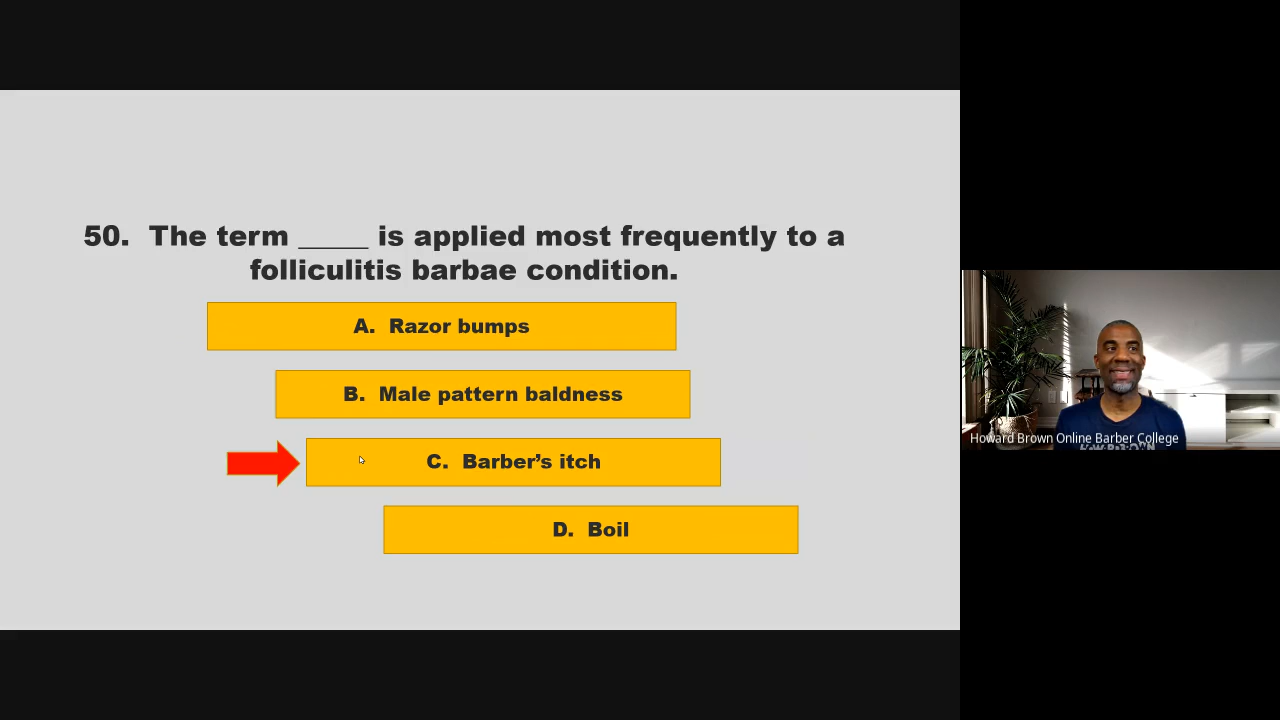 50. The term _____ is applied most frequently to a
folliculitis barbae condition.
A. Razor bumps
B. Male pattern baldness
C. Barber’s itch
D. Boil
Howard Brown Online Barber College